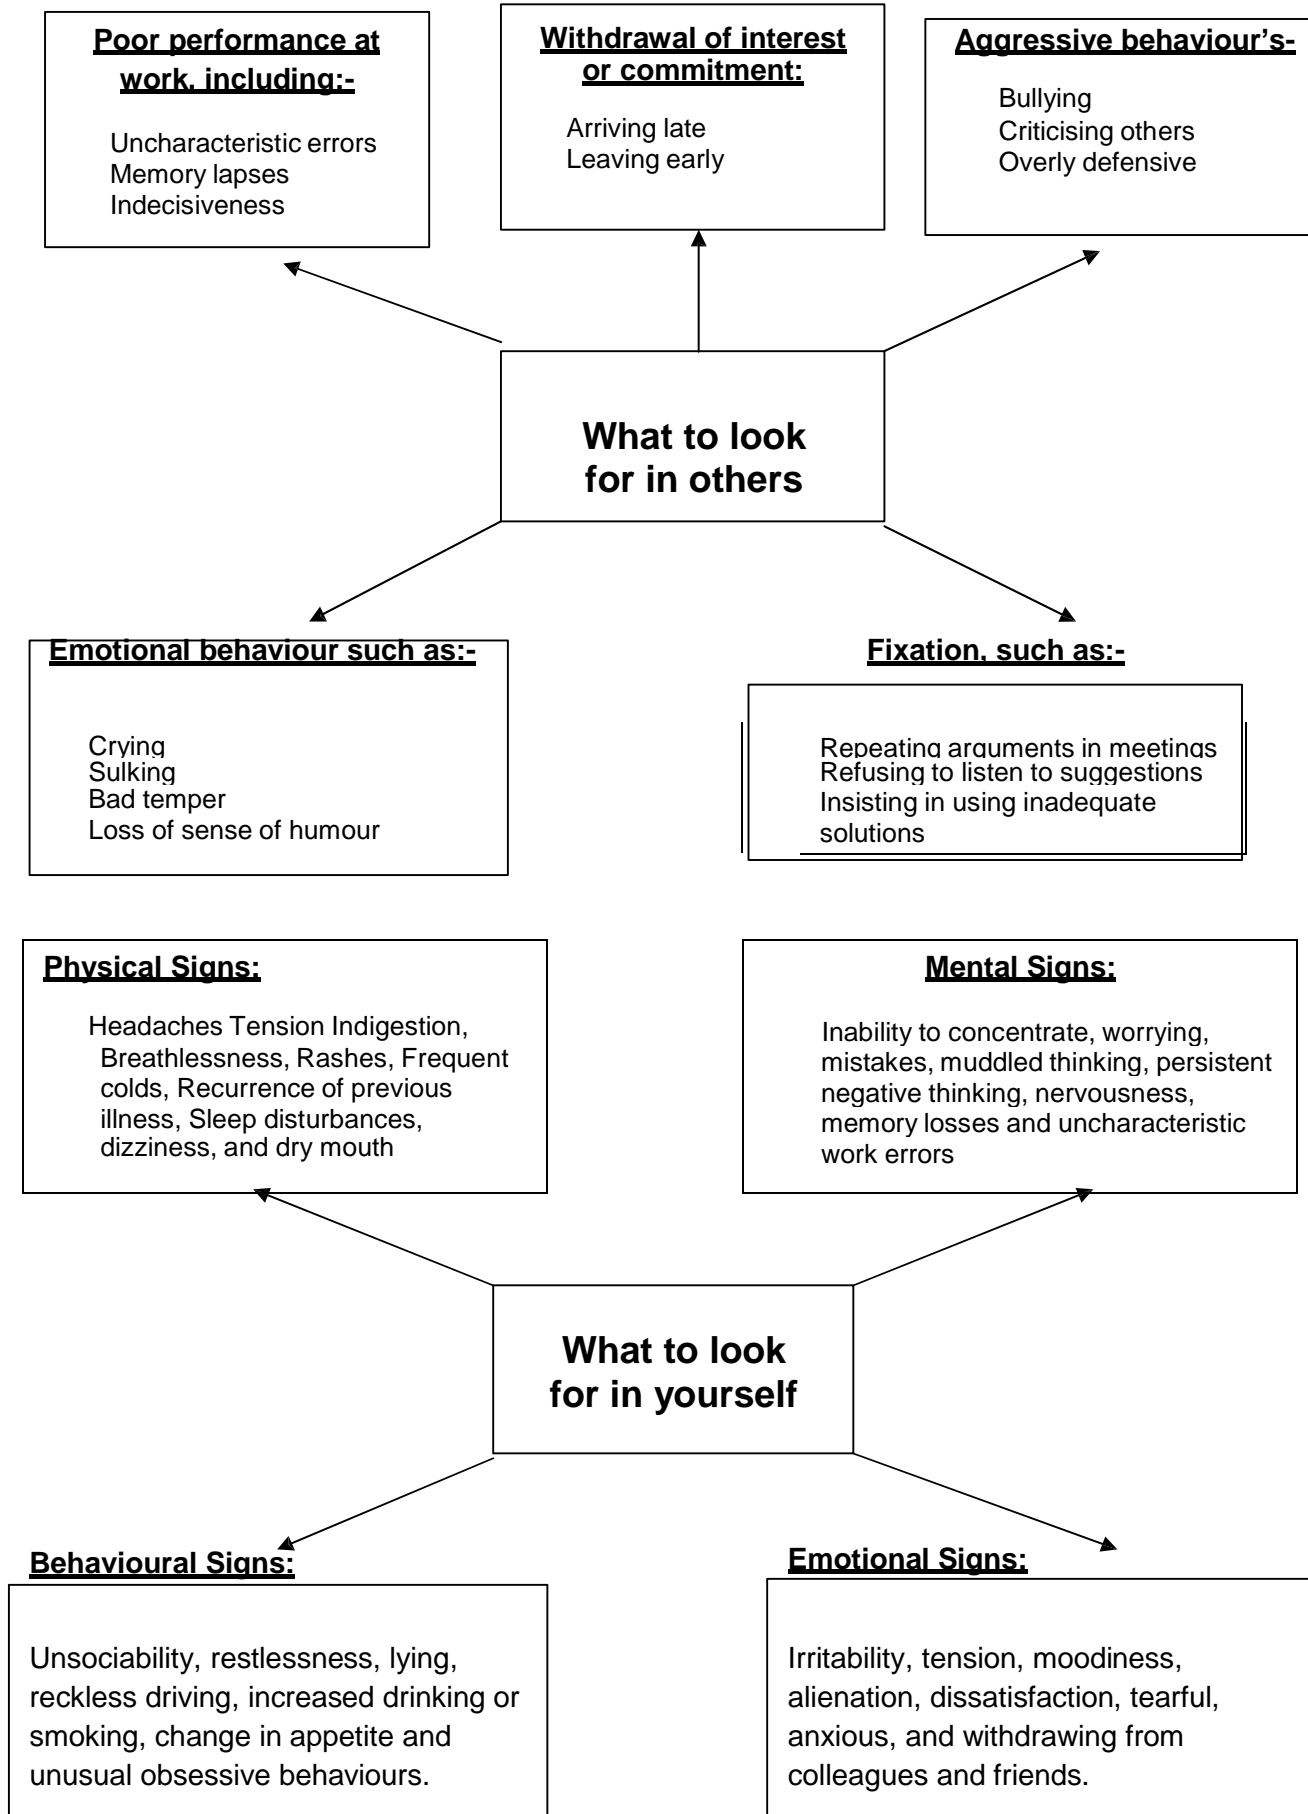 Poor performance at
work, including:-
Uncharacteristic errors
Memory lapses
Indecisiveness
Withdrawal of interest
or commitment:
Arriving late
Leaving early
Aggressive behaviour's-
Bullying
Criticising others
Overly defensive
What to look
for in others
Emotional behaviour such as:-
Crying
Sulking
Bad temper
Loss of sense of humour
Fixation, such as:-
Repeating arguments in meetings
Refusing to listen to suggestions
Insisting in using inadequate
solutions
Physical Signs:
Headaches Tension Indigestion,
Breathlessness, Rashes, Frequent
colds, Recurrence of previous
illness, Sleep disturbances,
dizziness, and dry mouth
Mental Signs:
Inability to concentrate, worrying,
mistakes, muddled thinking, persistent
negative thinking, nervousness,
memory losses and uncharacteristic
work errors
What to look
for in yourself
Behavioural Signs:
Unsociability, restlessness, lying,
reckless driving, increased drinking or
smoking, change in appetite and
unusual obsessive behaviours.
Emotional Signs:
Irritability, tension, moodiness,
alienation, dissatisfaction, tearful,
anxious, and withdrawing from
colleagues and friends.